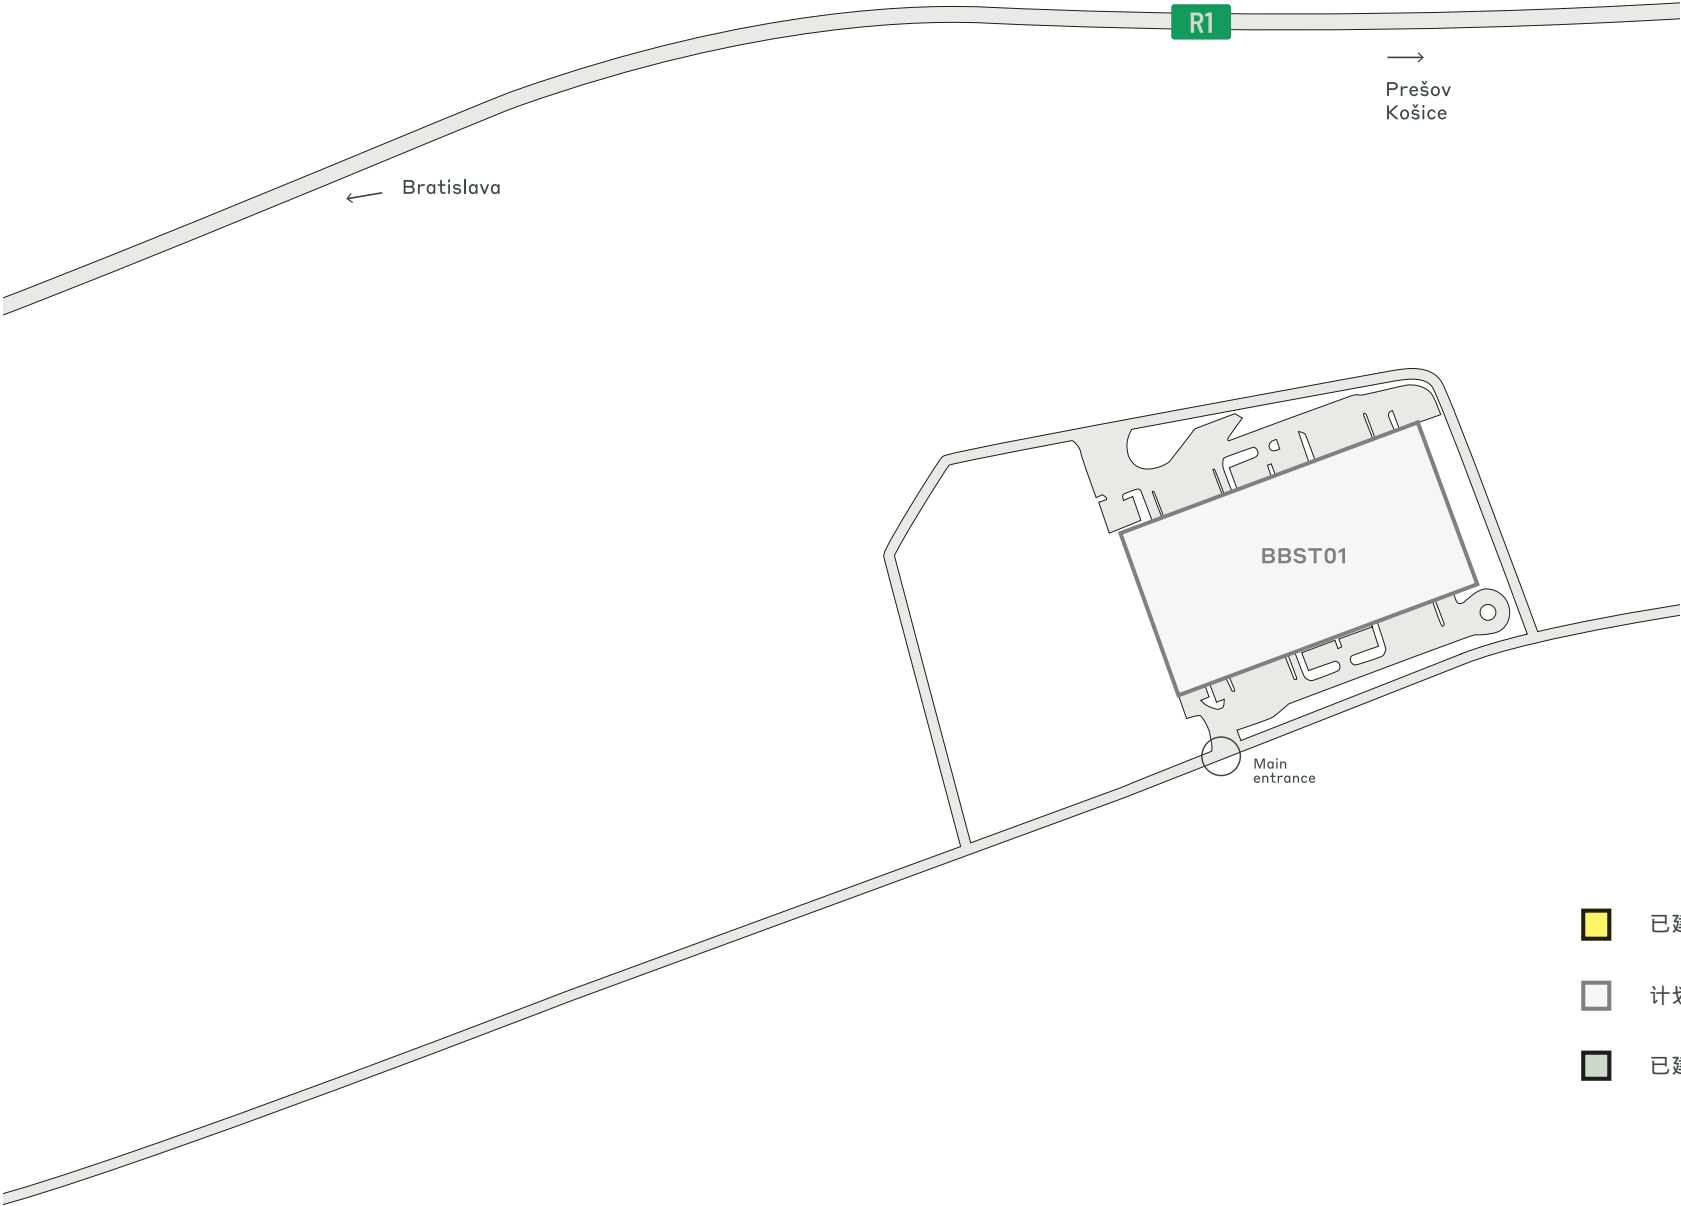 R1
Prešov
Košice
Bratislava
BBST01
Main
entrance
已
计
已